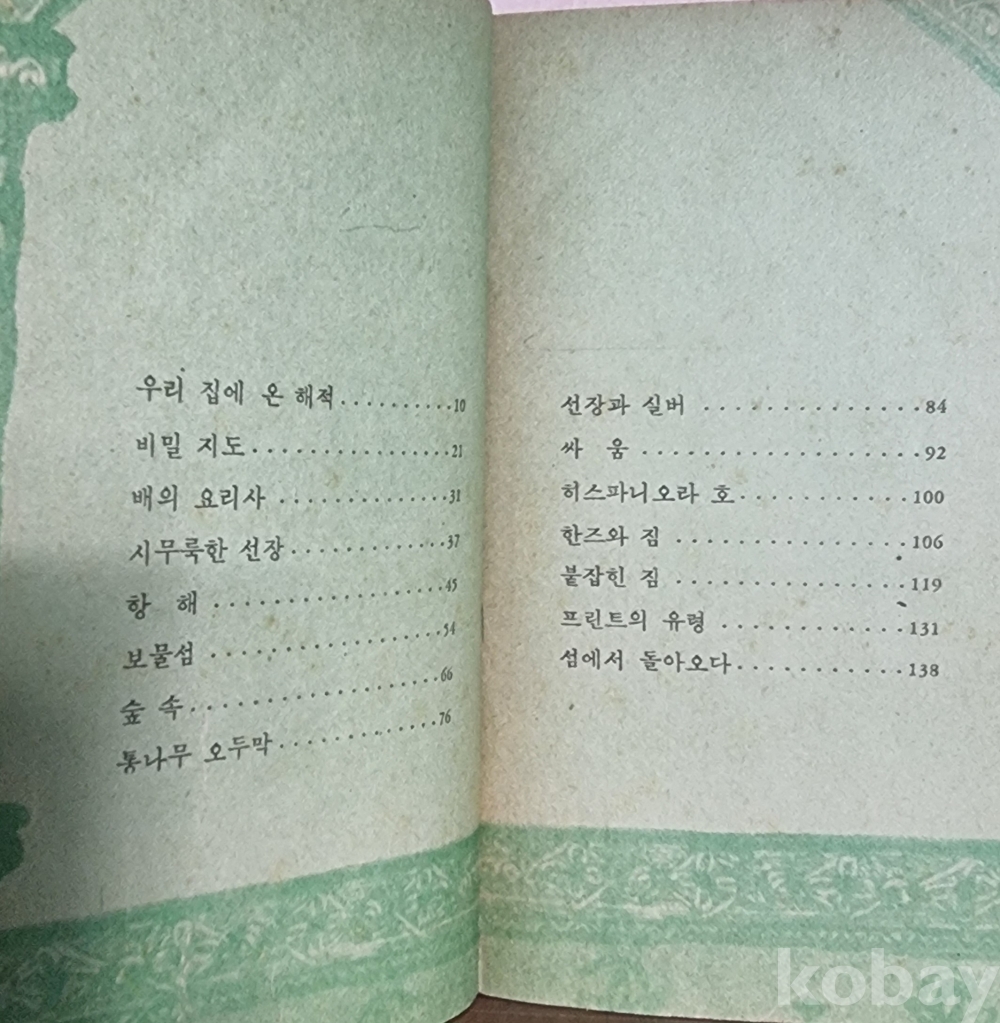 우리 집에 온 해적..........10
비밀 지도.................21
배의 요리사..............31
시무룩한 선장.............37
항 해...................45
보물섬..................54
숲 속....................66
통나무 오두막............76
선장과 실버..............84
싸 움..................92
히스파니오라 호...........100
한즈와 짐...............106
붙잡힌 짐...............119
프린트의 유령............131
섬에서 돌아오다...........138
kobay